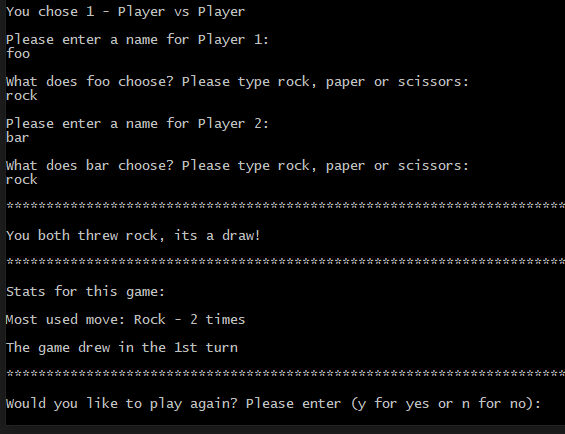 You chose 1 - Player vs Player
Please enter a name for Player 1:
foo
What does foo choose? Please type rock, paper or scissors:
rock
Please enter a name for Player 2:
bar
What does bar choose? Please type rock, paper or scissors:
rock
**********************************************************************
You both threw rock, its a draw!
**********************************************************************
Stats for this game:
Most used move: Rock - 2 times
The game drew in the 1st turn
**********************************************************************
Would you like to play again? Please enter (y for yes or n for no):